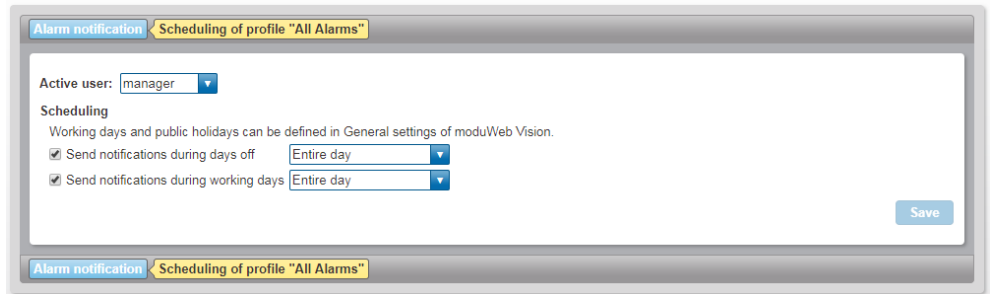 Alarm notification Scheduling of profile "All Alarms"
Active user: manager
Scheduling
Working days and public holidays can be defined in General settings of moduWeb Vision.
Send notifications during days off Entire day
Send notifications during working days Entire day
Save
Alarm notification Scheduling of profile "All Alarms"